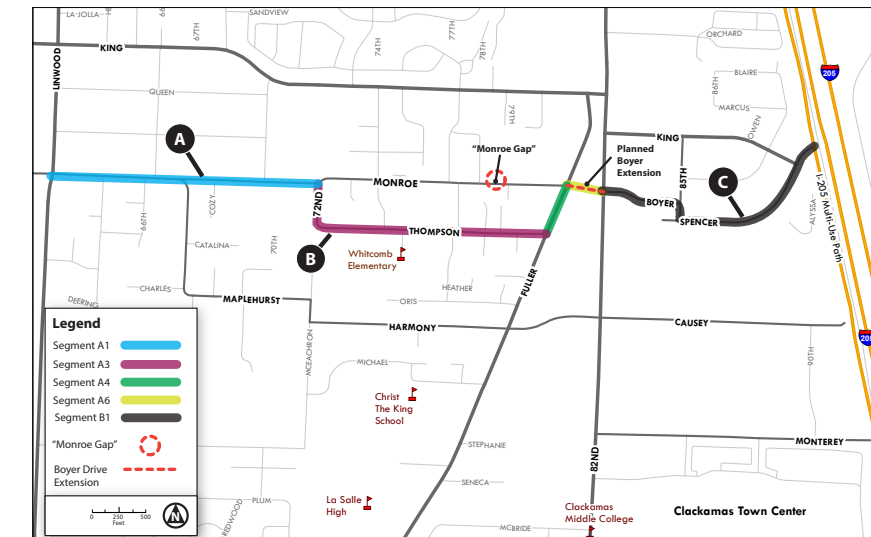 LA-JOLLA
66
67TH
SANDVIEW
74TH
77TH
78TH
ORCHARD
KING
LINWOOD
BLAIRE
205
86TH
QUEEN
MARCUS
79TH
OWEN
KING
A
"Monroe Gap"
Planned
Boyer
Extension
85TH
C
MONROE
I-205 Multi-Use Path
72ND
COZY
66TH
BOYER
ALYSSA
SPENCER
THOMPSON
CATALINA
70TH
B
Whitcomb
Elementary
FULLER
CHARLES
HEATHER
DEERING
MAPLEHURST
ORIS
HARMONY
CAUSEY
205
90TH
MCEACHRON
MICHAEL
Legend
Segment A1
Segment A3
Segment A4
Segment A6
Segment B1
"Monroe Gap"
Boyer Drive
Extension
0 250 500
Feet
N
Christ
The King
School
STEPHANIE
MONTEREY
82ND
SENECA
PLUM
REDWOOD
La Salle
High
MCBRIDE
Clackamas
Middle College
Clackamas Town Center